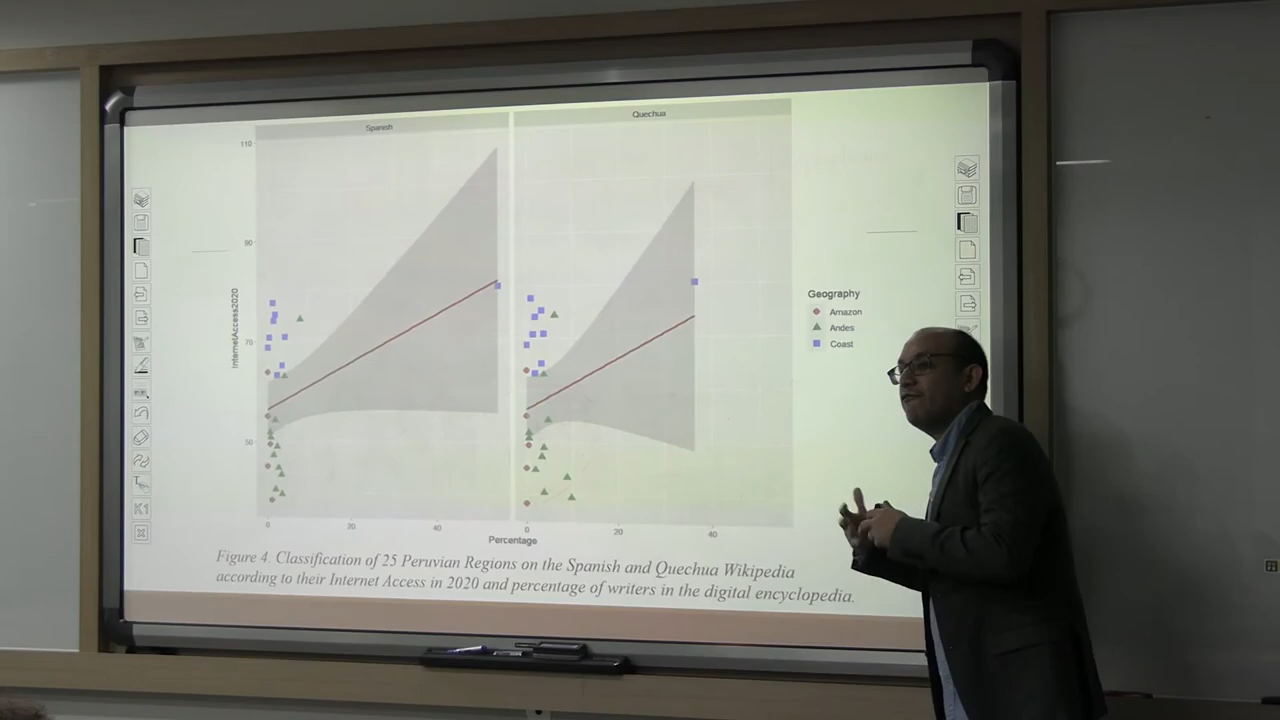 Spanish
Quechua
110
90
70
50
InternetAccess2020
0
20
40
0
20
40
Percentage
Geography
Amazon
Andes
Coast
Figure 4. Classification of 25 Peruvian Regions on the Spanish and Quechua Wikipedia
according to their Internet Access in 2020 and percentage of writers in the digital encyclopedia.